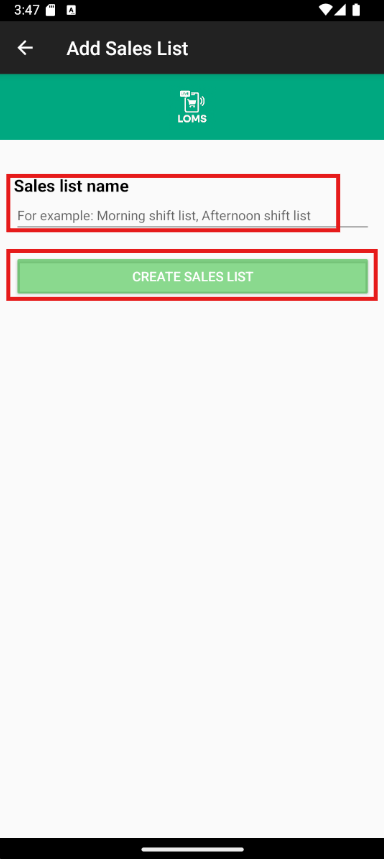 3:47
Add Sales List
LOMS
Sales list name
For example: Morning shift list, Afternoon shift list
CREATE SALES LIST